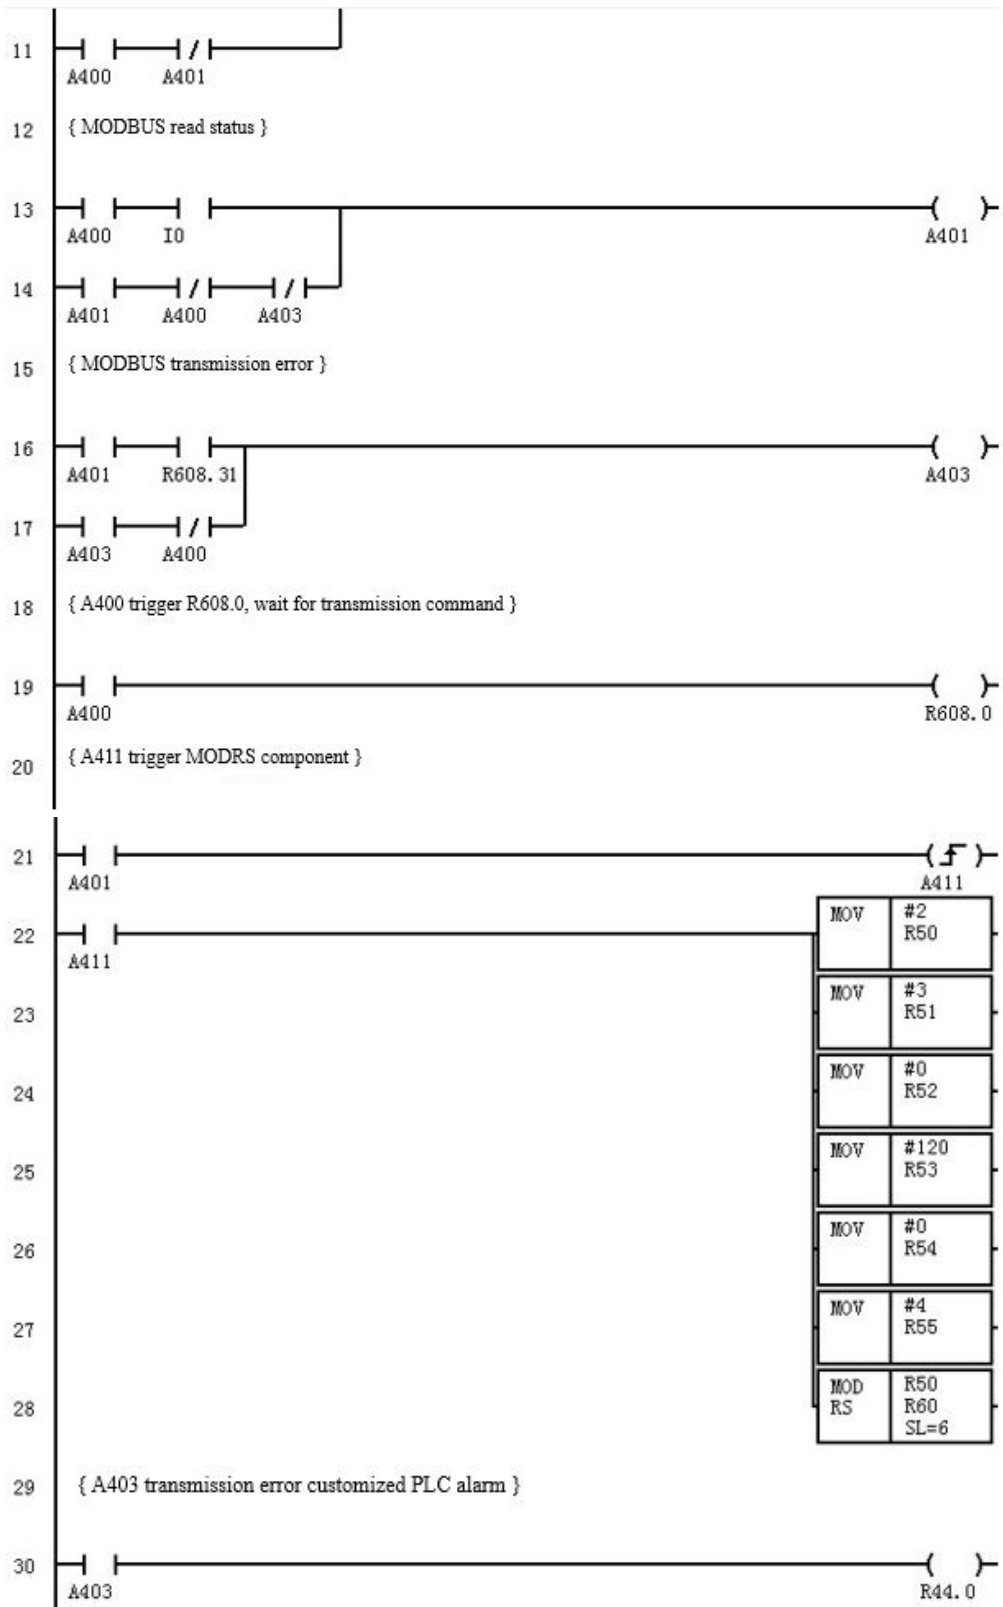 11
A400 A401
12 { MODBUS read status }
13
A400 I0 A401
14
A401 A400 A403
15 { MODBUS transmission error }
16
A401 R608.31 A403
17
A403 A400
18 { A400 trigger R608.0, wait for transmission command }
19
A400 R608.0
20 { A411 trigger MODRS component }
21
A401 A411
22 MOV #2
R50
A411
23 MOV #3
R51
24 MOV #0
R52
25 MOV #120
R53
26 MOV #0
R54
27 MOV #4
R55
28 MOD R50
RS R60
SL=6
29 { A403 transmission error customized PLC alarm }
30
A403 R44.0